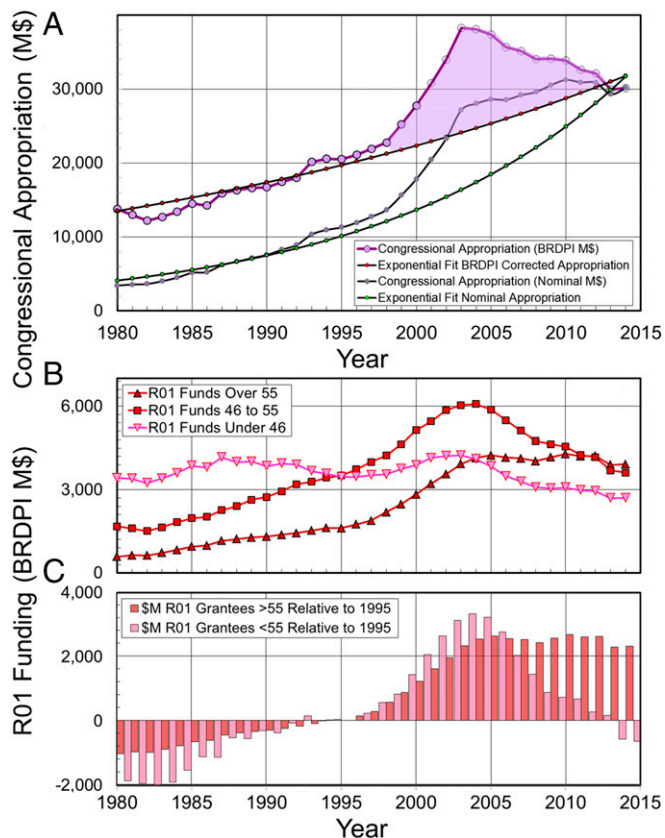 A
Congressional Appropriation (M$)
30,000
20,000
10,000
0
Congressional Appropriation (BRDPI M$)
Exponential Fit BRDPI Corrected Appropriation
Congressional Appropriation (Nominal M$)
Exponential Fit Nominal Appropriation
1980 1985 1990 1995 2000 2005 2010 2015
Year
B
R01 Funding (BRDPI M$)
6,000
3,000
0
R01 Funds Over 55
R01 Funds 46 to 55
R01 Funds Under 46
C
4,000
2,000
0
-2,000
$M R01 Grantees >55 Relative to 1995
$M R01 Grantees <55 Relative to 1995
1980 1985 1990 1995 2000 2005 2010 2015
Year